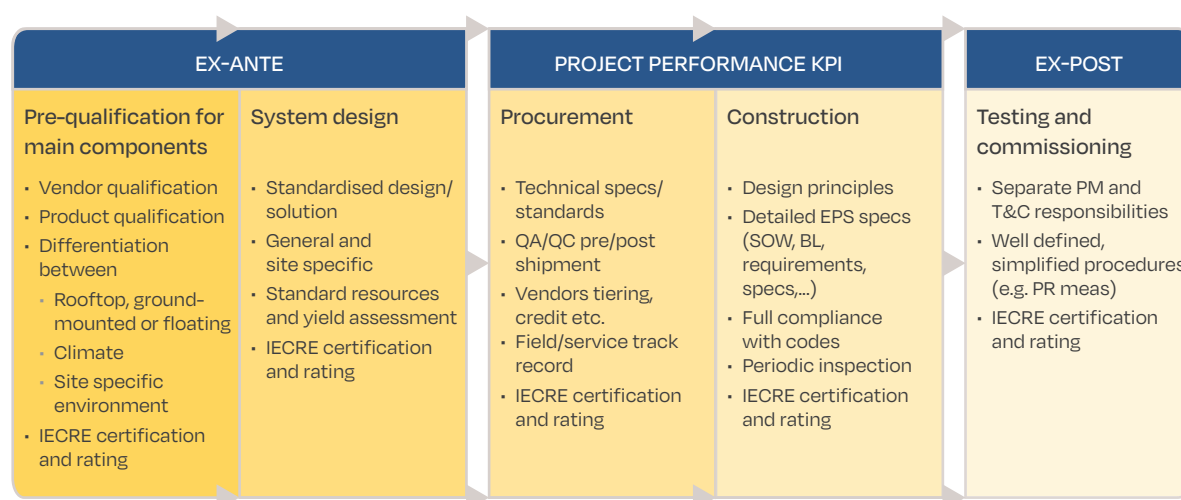 EX-ANTE
Pre-qualification for
main components
• Vendor qualification
• Product qualification
• Differentiation
between
• Rooftop, ground-
mounted or floating
• Climate
• Site specific
environment
• IECRE certification
and rating
System design
• Standardised design/
solution
• General and
site specific
• Standard resources
and yield assessment
• IECRE certification
and rating
PROJECT PERFORMANCE KPI
Procurement
• Technical specs/
standards
• QA/QC pre/post
shipment
• Vendors tiering,
credit etc.
• Field/service track
record
• IECRE certification
and rating
Construction
• Design principles
• Detailed EPS specs
(SOW, BL,
requirements,
specs,...)
• Full compliance
with codes
• Periodic inspection
• IECRE certification
and rating
EX-POST
Testing and
commissioning
• Separate PM and
T&C responsibilities
• Well defined,
simplified procedures
(e.g. PR meas)
• IECRE certification
and rating